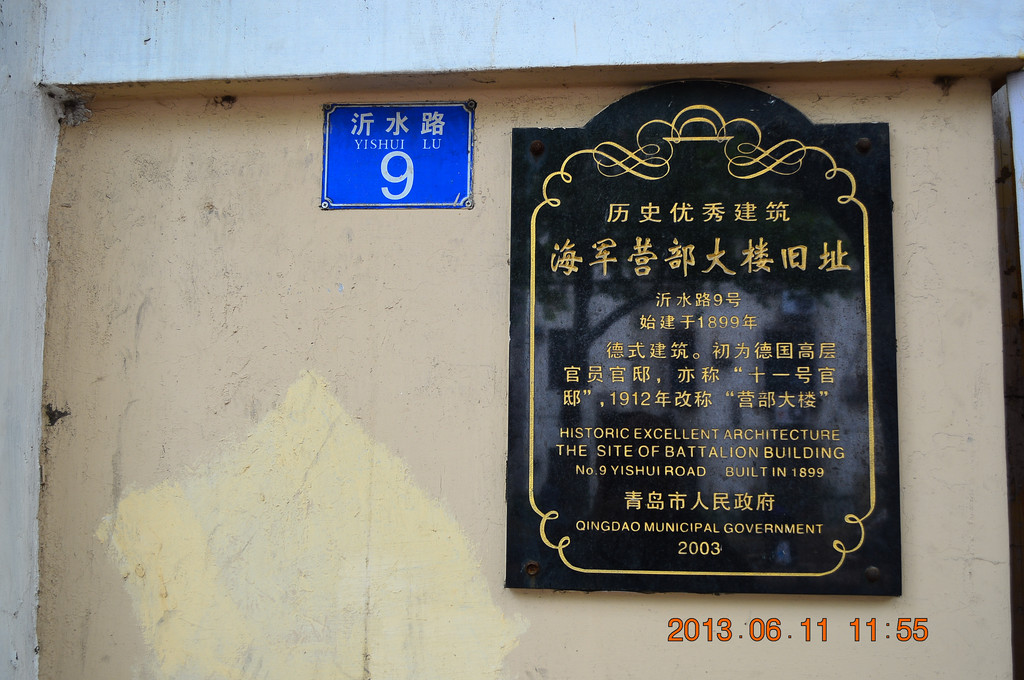 沂水路
YISHUI LU
9
历史优秀建筑
海军营部大楼旧址
沂水路9号
始建于1899年
德式建筑。初为德国高层
官员官邸，亦称“十一号官
邸”,1912年改称“营部大楼”
HISTORIC EXCELLENT ARCHITECTURE
THE SITE OF BATTALION BUILDING
No.9 YISHUI ROAD BUILT IN 1899
青岛市人民政府
QINGDAO MUNICIPAL GOVERNMENT
2003
2013.06.11 11:55